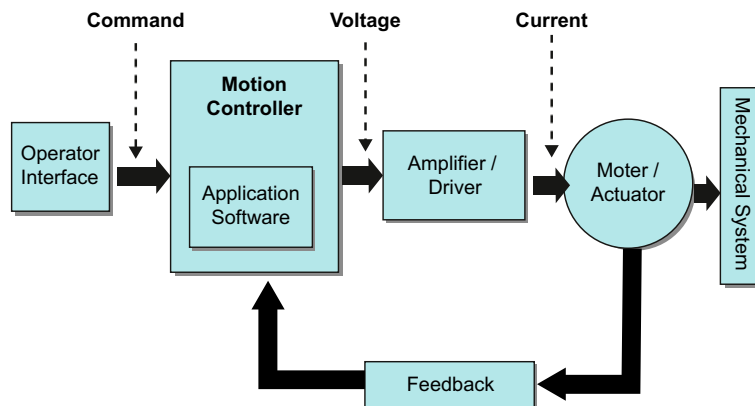 Command
Voltage
Current
Motion
Controller
Operator
Interface
Application
Software
Amplifier /
Driver
Moter /
Actuator
Mechanical System
Feedback